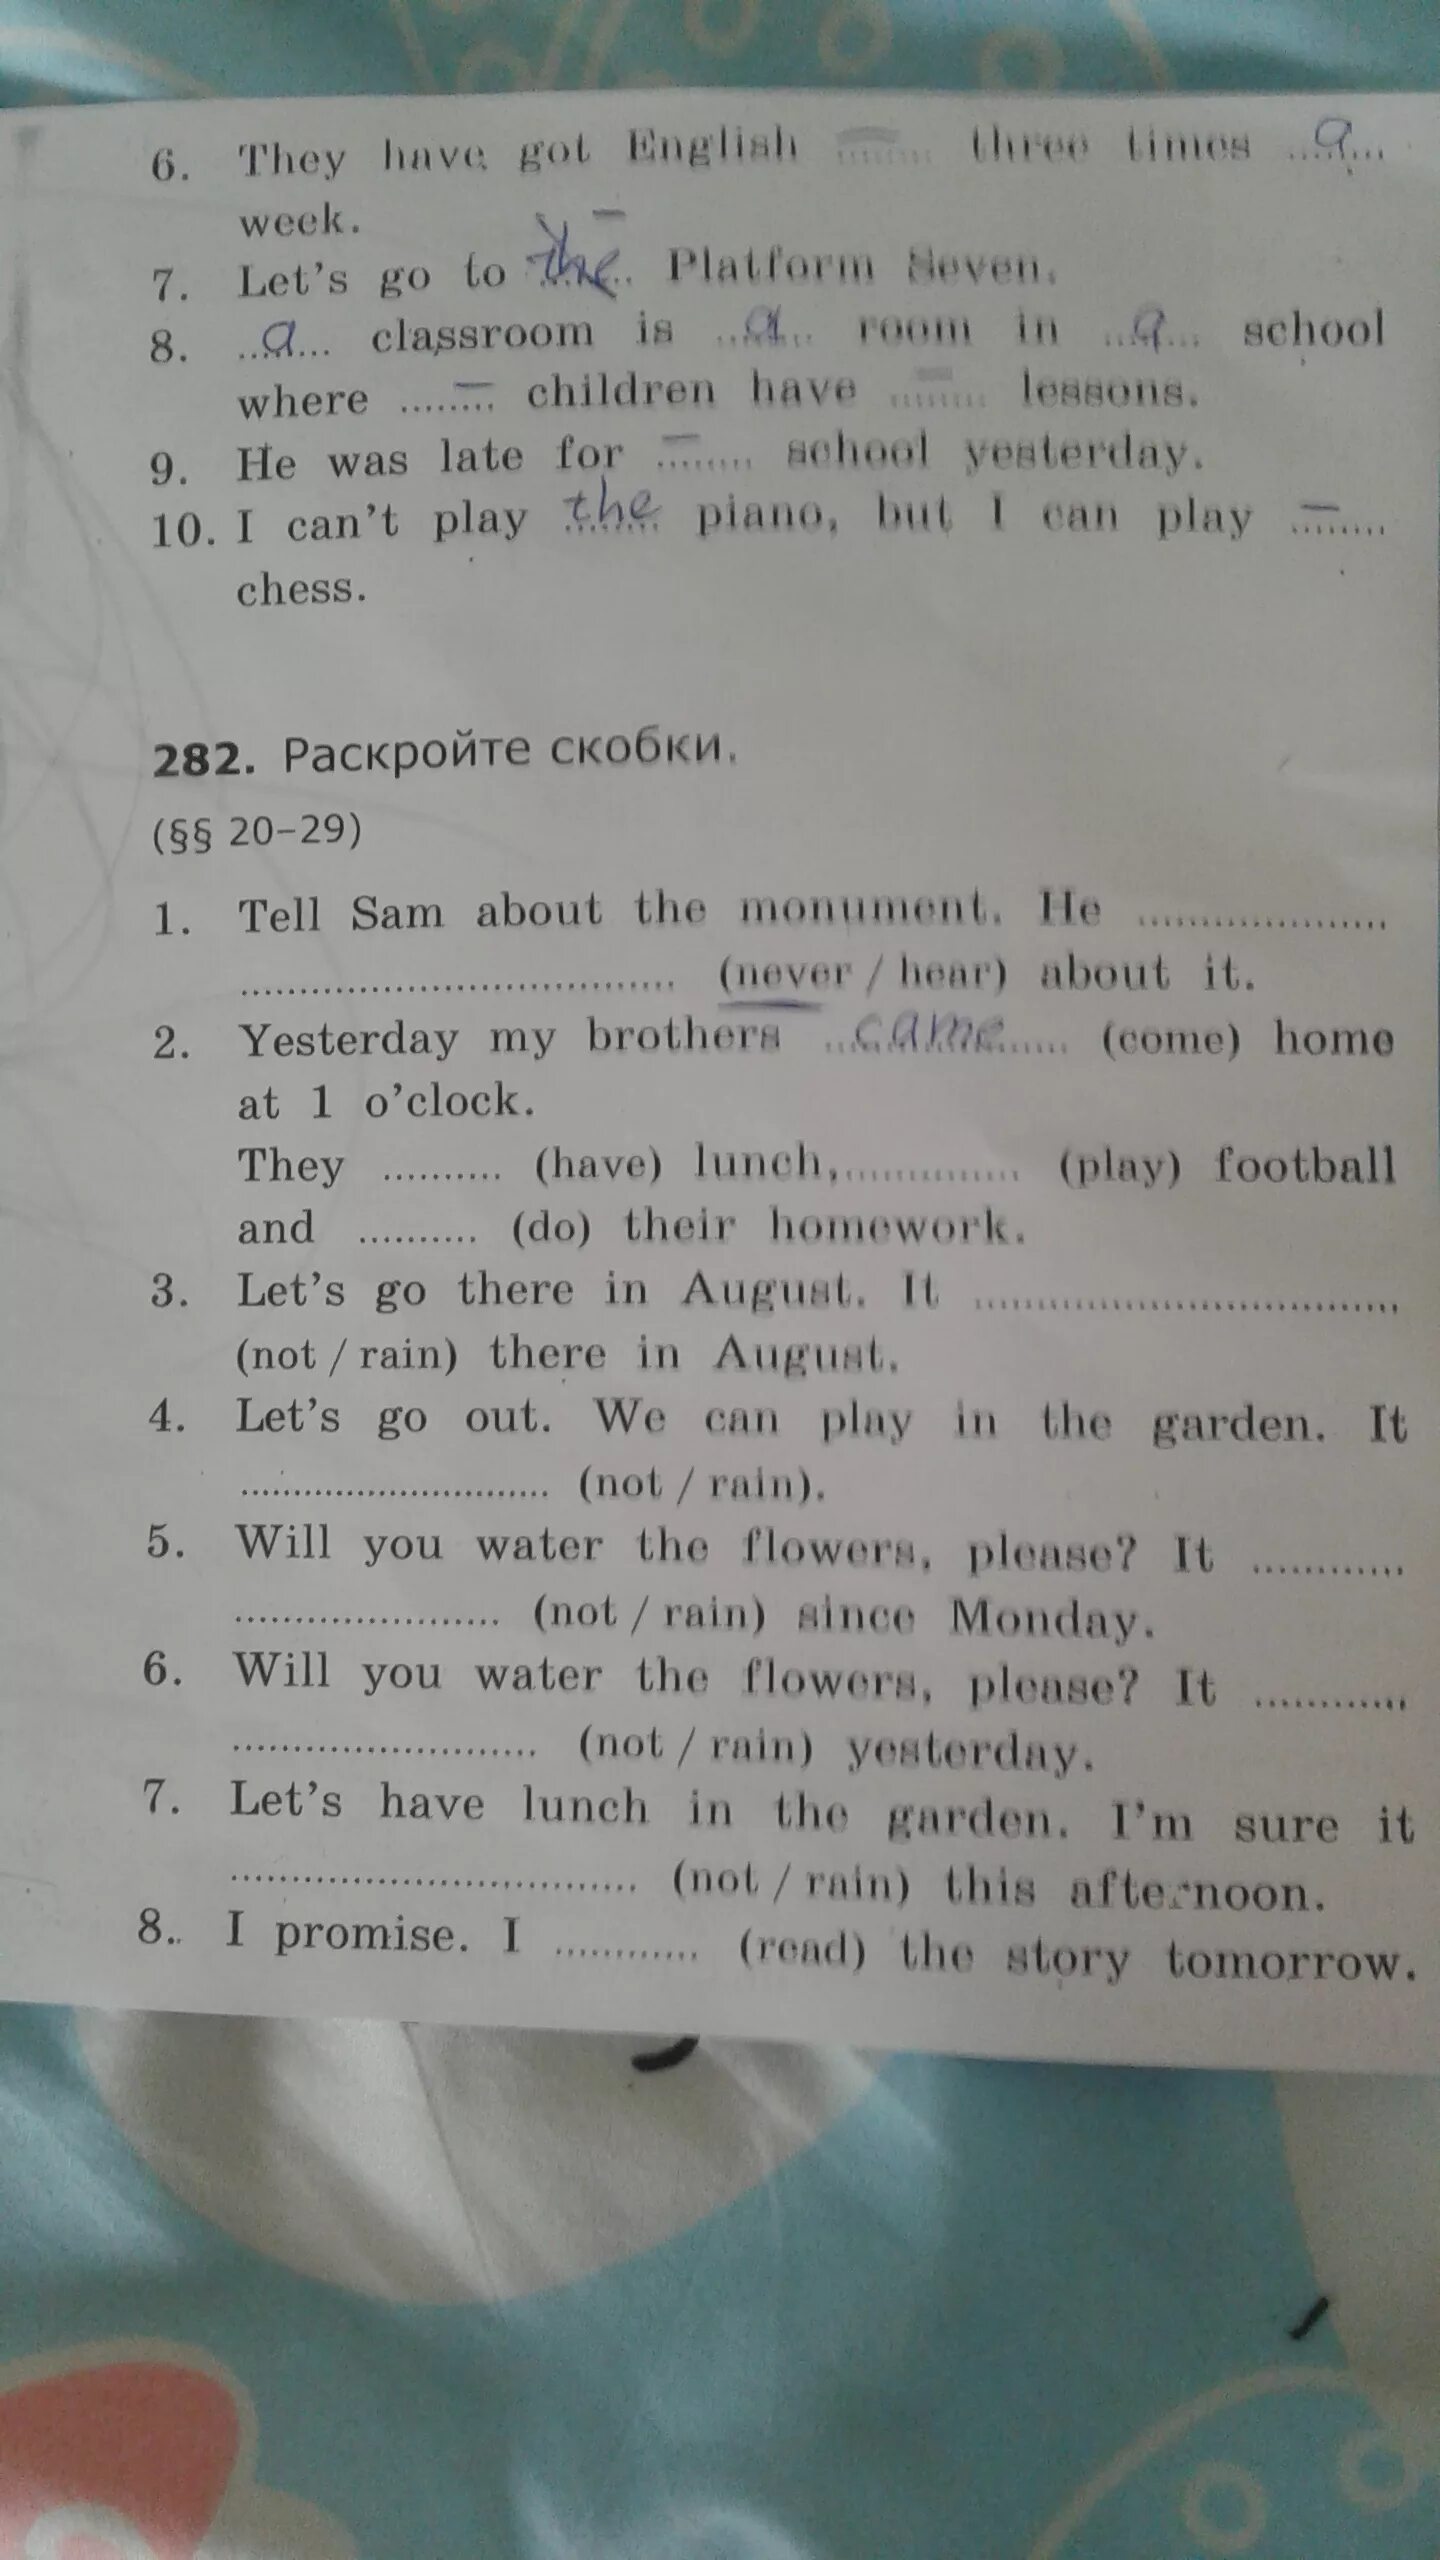 6. They have got English ........ three times ..a..
week.
7. Let's go to the Platform Seven.
8. ..a.. classroom is ..a.. room in ..a.. school
where ..–.. children have ..–.. lessons.
9. He was late for ..–.. school yesterday.
10. I can't play the piano, but I can play ..–..
chess.
282. Раскройте скобки.
(§§ 20–29)
1. Tell Sam about the monument. He ....................
.................................... (never / hear) about it.
2. Yesterday my brothers came (come) home
at 1 o'clock.
They .......... (have) lunch, .............. (play) football
and .......... (do) their homework.
3. Let's go there in August. It ....................................
(not / rain) there in August.
4. Let's go out. We can play in the garden. It
.............................. (not / rain).
5. Will you water the flowers, please? It ............
...................... (not / rain) since Monday.
6. Will you water the flowers, please? It ............
......................... (not / rain) yesterday.
7. Let's have lunch in the garden. I'm sure it
.................................. (not / rain) this afternoon.
8. I promise. I ............ (read) the story tomorrow.